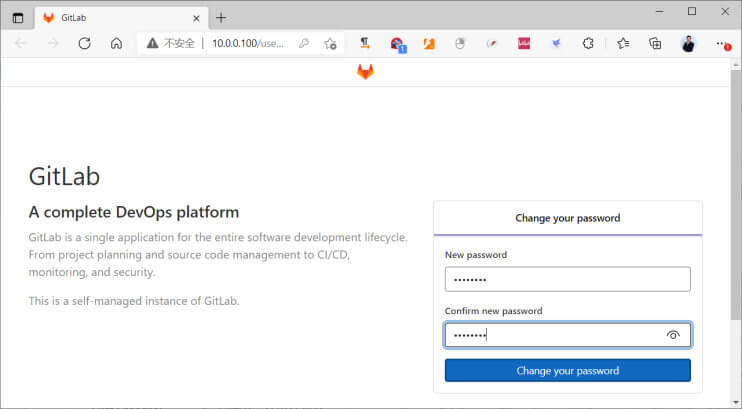 GitLab
不安全 | 10.0.0.100/use...
1
GitLab
A complete DevOps platform
GitLab is a single application for the entire software development lifecycle.
From project planning and source code management to CI/CD,
monitoring, and security.
This is a self-managed instance of GitLab.
Change your password
New password
••••••••
Confirm new password
••••••••
Change your password